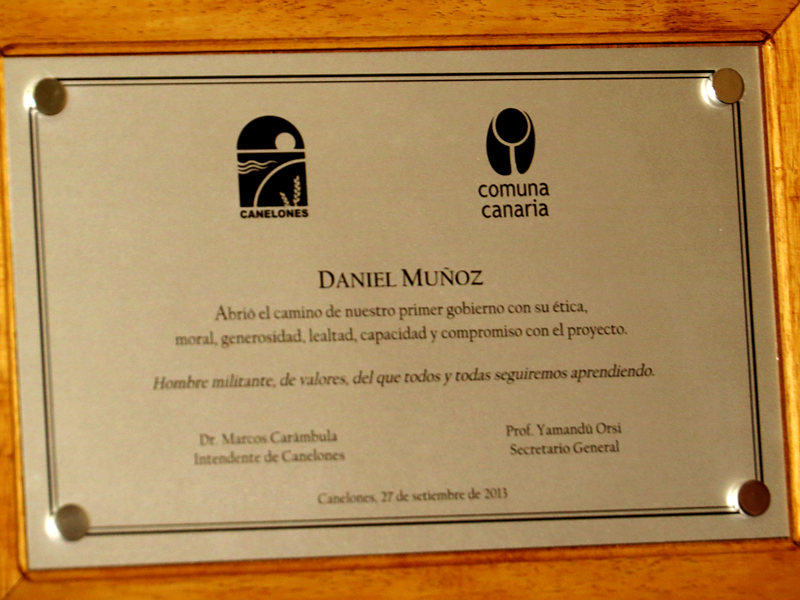 CANELONES
comuna
canaria
DANIEL MUÑOZ
Abrió el camino de nuestro primer gobierno con su ética,
moral, generosidad, lealtad, capacidad y compromiso con el proyecto.
Hombre militante, de valores, del que todos y todas seguiremos aprendiendo.
Dr. Marcos Carámbula
Intendente de Canelones
Prof. Yamandú Orsi
Secretario General
Canelones, 27 de setiembre de 2013